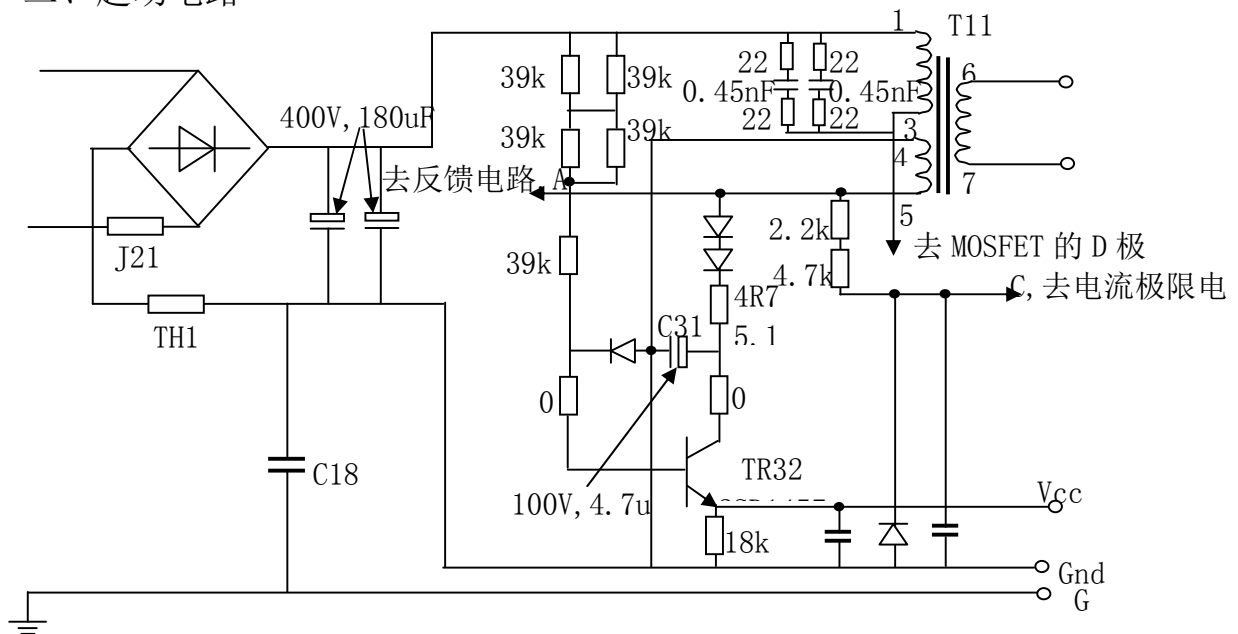 1
T11
39k
39k
22
22
0.45nF
0.45nF
6
400V,180uF
39k
39k
22
22
3
4
去反馈电路,A
7
5
2.2k
J21
39k
4.7k
去 MOSFET 的 D 极
4R7
C,去电流极限电
TH1
C31
5.1
0
0
C18
TR32
100V,4.7u
Vcc
18k
Gnd
G